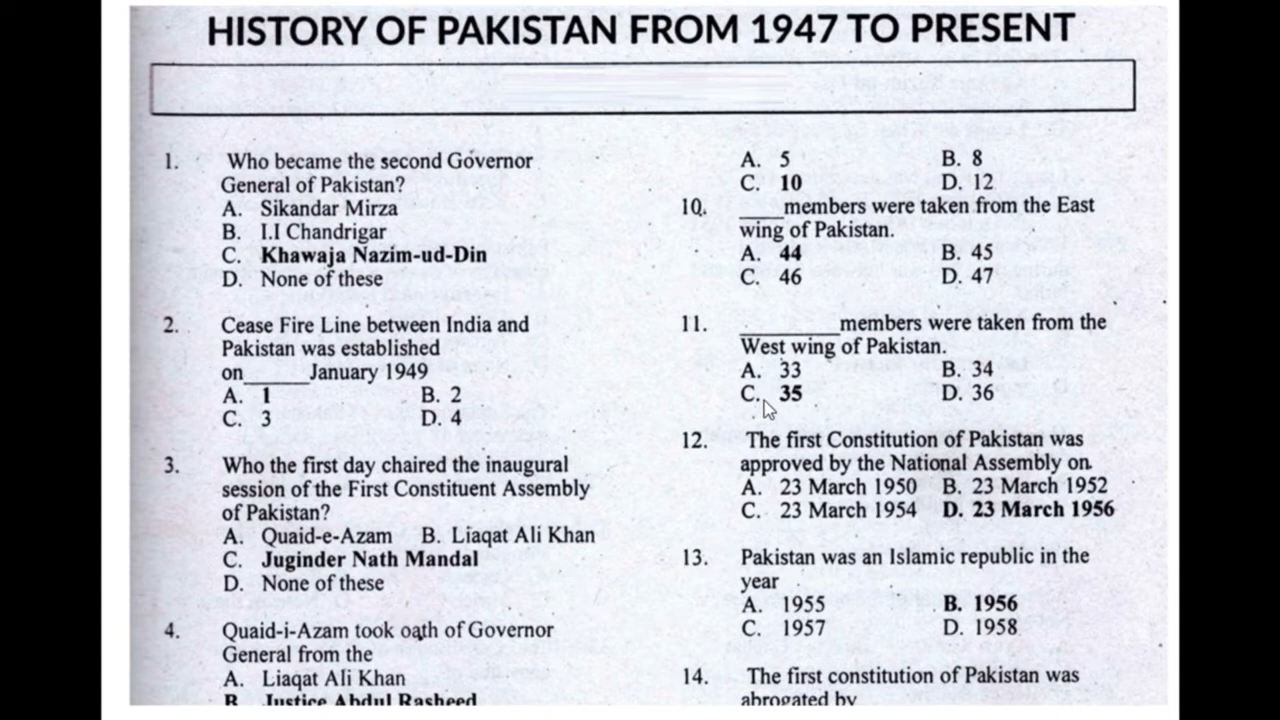 HISTORY OF PAKISTAN FROM 1947 TO PRESENT
1. Who became the second Governor
General of Pakistan?
A. Sikandar Mirza
B. I.I Chandrigar
C. Khawaja Nazim-ud-Din
D. None of these
2. Cease Fire Line between India and
Pakistan was established
on______January 1949
A. 1 B. 2
C. 3 D. 4
3. Who the first day chaired the inaugural
session of the First Constituent Assembly
of Pakistan?
A. Quaid-e-Azam B. Liaqat Ali Khan
C. Juginder Nath Mandal
D. None of these
4. Quaid-i-Azam took oath of Governor
General from the
A. Liaqat Ali Khan
B. Justice Abdul Rasheed
A. 5 B. 8
C. 10 D. 12
10. ____members were taken from the East
wing of Pakistan.
A. 44 B. 45
C. 46 D. 47
11. _________members were taken from the
West wing of Pakistan.
A. 33 B. 34
C. 35 D. 36
12. The first Constitution of Pakistan was
approved by the National Assembly on.
A. 23 March 1950 B. 23 March 1952
C. 23 March 1954 D. 23 March 1956
13. Pakistan was an Islamic republic in the
year
A. 1955 B. 1956
C. 1957 D. 1958
14. The first constitution of Pakistan was
abrogated by